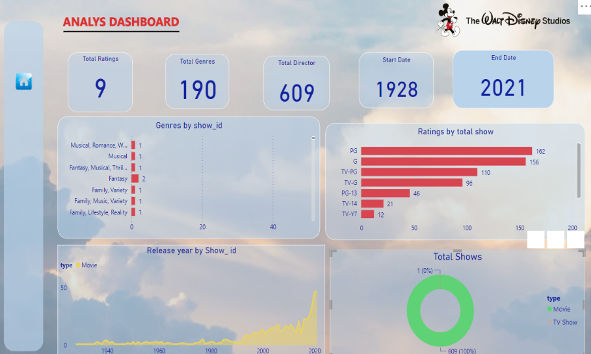 ANALYS DASHBOARD
The WALT DISNEY Studios
Total Ratings
9
Total Genres
190
Total Director
609
Start Date
1928
End Date
2021
Genres by show_id
Musical, Romance, W... 1
Musical 1
Fantasy, Musical, Thril... 1
Fantasy 2
Family, Variety 1
Family, Music, Variety 1
Family, Lifestyle, Reality 1
0 20 40
Ratings by total show
PG 162
G 156
TV-PG 110
TV-G 96
PG-13 46
TV-14 21
TV-Y7 12
0 50 100 150 200
Release year by Show_id
type Movie
50
0
1940 1960 1980 2000 2020
Total Shows
1 (0%)
609 (100%)
type
Movie
TV Show